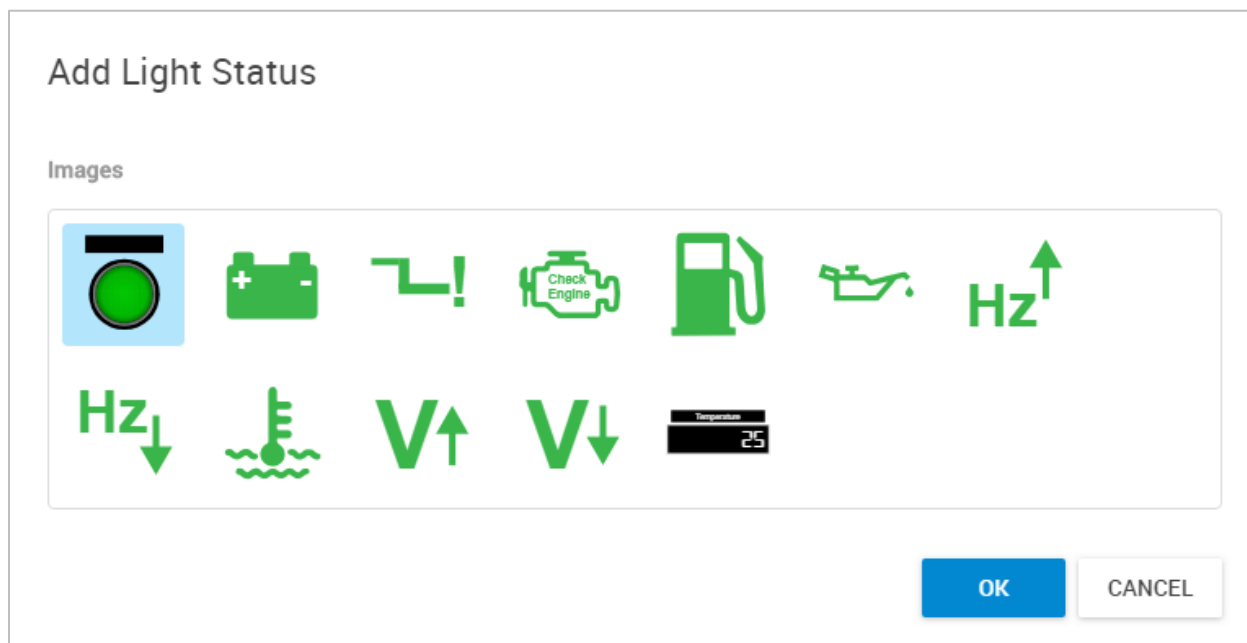 Add Light Status
Images
+ -
!
Check
Engine
Hz
Hz
V
V
Temperature
25
OK
CANCEL